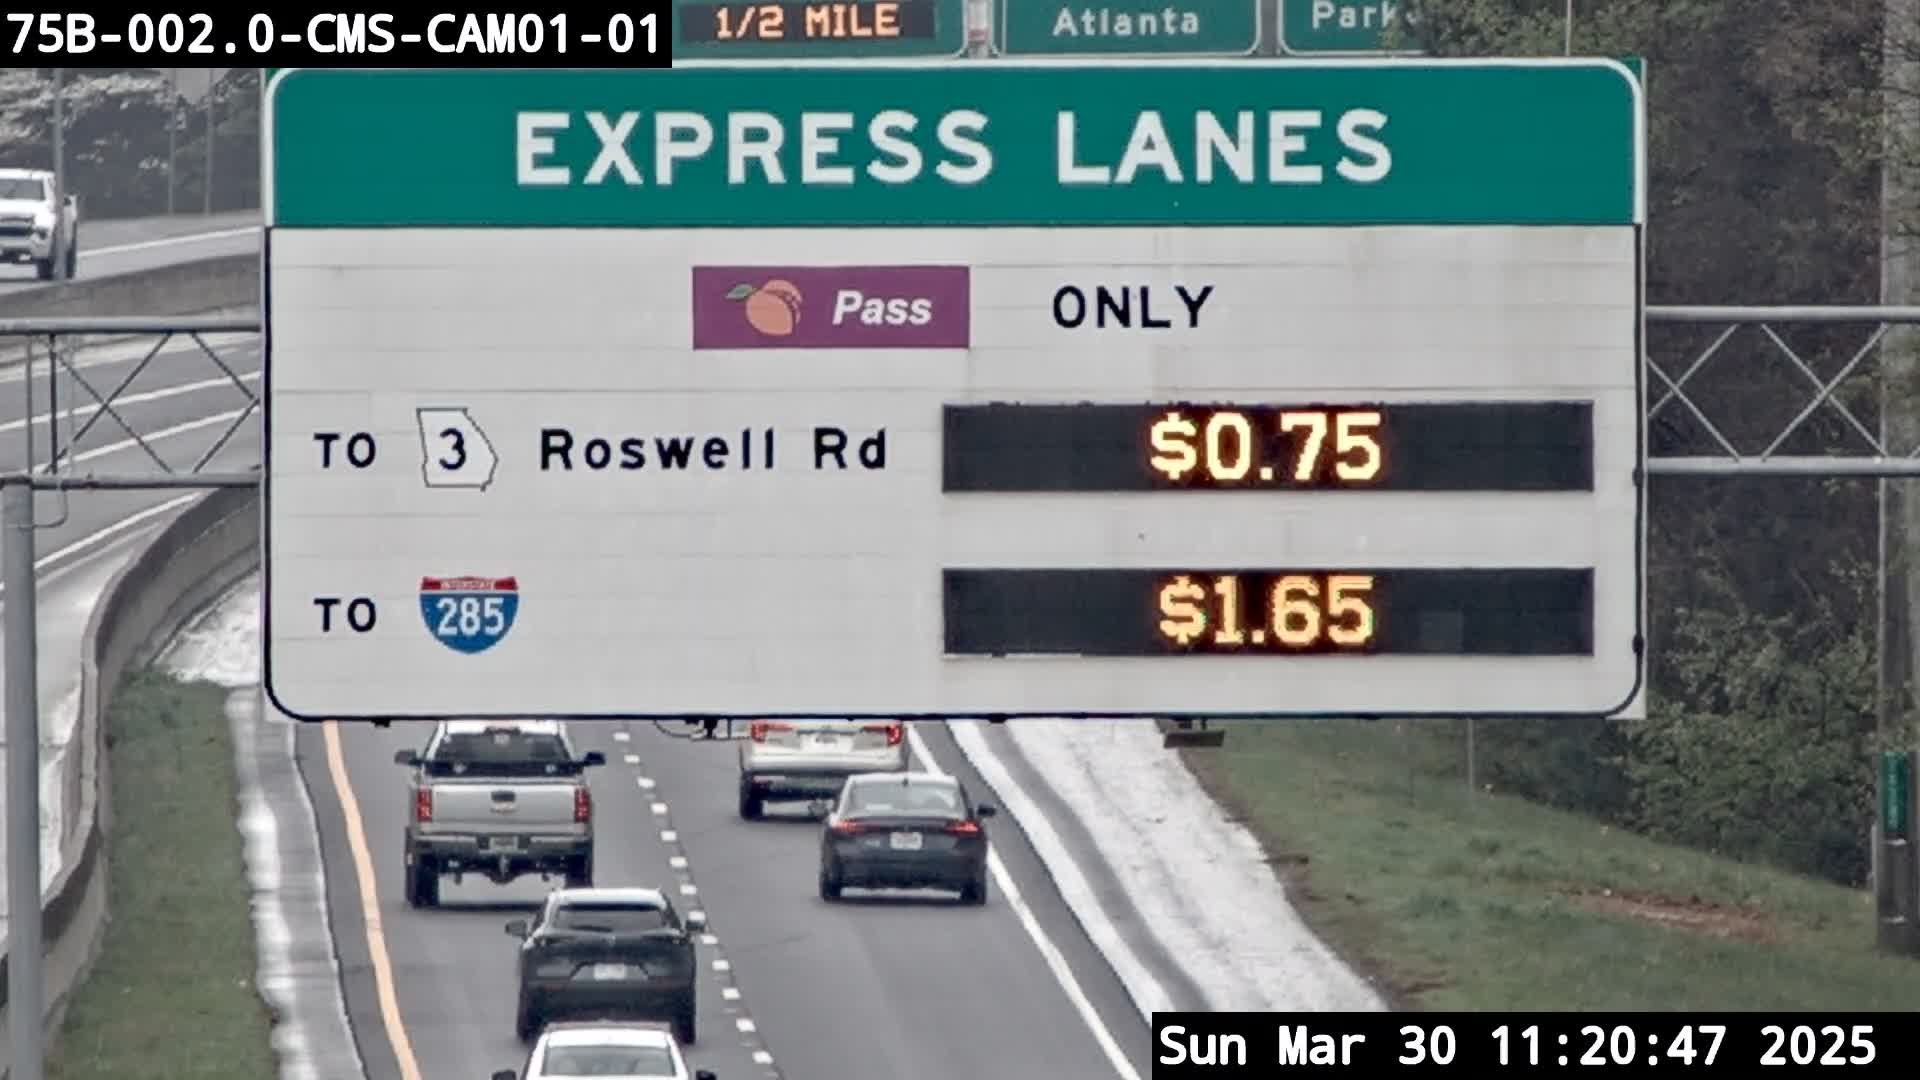 75B-002.0-CMS-CAM01-01
1/2 MILE
Atlanta
Park
EXPRESS LANES
Pass ONLY
TO 3 Roswell Rd $0.75
TO 285 $1.65
Sun Mar 30 11:20:47 2025